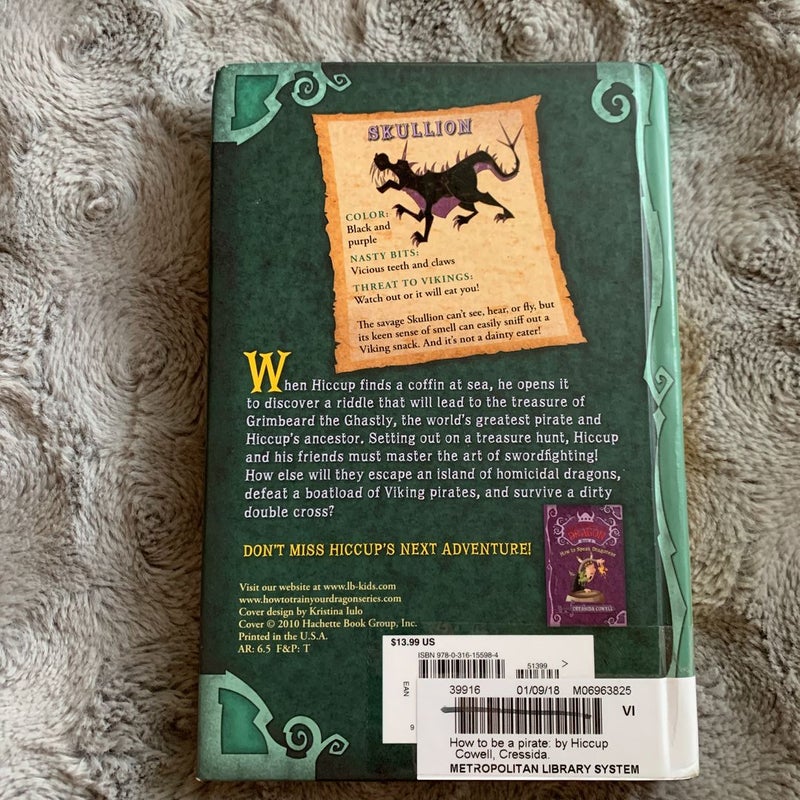 SKULLION
COLOR:
Black and
purple
NASTY BITS:
Vicious teeth and claws
THREAT TO VIKINGS:
Watch out or it will eat you!
The savage Skullion can't see, hear, or fly, but
its keen sense of smell can easily sniff out a
Viking snack. And it's not a dainty eater!
When Hiccup finds a coffin at sea, he opens it
to discover a riddle that will lead to the treasure of
Grimbeard the Ghastly, the world's greatest pirate and
Hiccup's ancestor. Setting out on a treasure hunt, Hiccup
and his friends must master the art of swordfighting!
How else will they escape an island of homicidal dragons,
defeat a boatload of Viking pirates, and survive a dirty
double cross?
DON'T MISS HICCUP'S NEXT ADVENTURE!
DRAGON
How to Speak Dragonese
CRESSIDA COWELL
Visit our website at www.lb-kids.com
www.howtotrainyourdragonseries.com
Cover design by Kristina Iulo
Cover © 2010 Hachette Book Group, Inc.
Printed in the U.S.A.
AR: 6.5 F&P: T
$13.99 US
ISBN 978-0-316-15598-4
51399 >
EAN
9
39916 01/09/18 M06963825
VI
How to be a pirate: by Hiccup
Cowell, Cressida.
METROPOLITAN LIBRARY SYSTEM